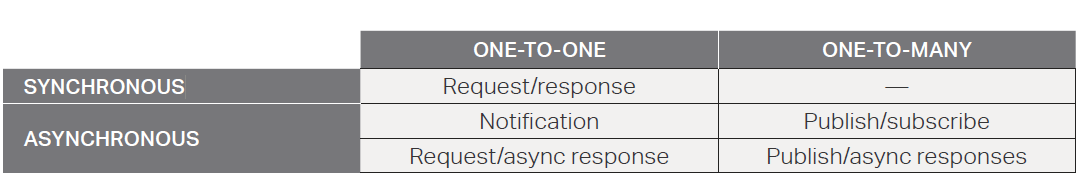 ONE-TO-ONE ONE-TO-MANY
SYNCHRONOUS Request/response —
ASYNCHRONOUS
Notification Publish/subscribe
Request/async response Publish/async responses